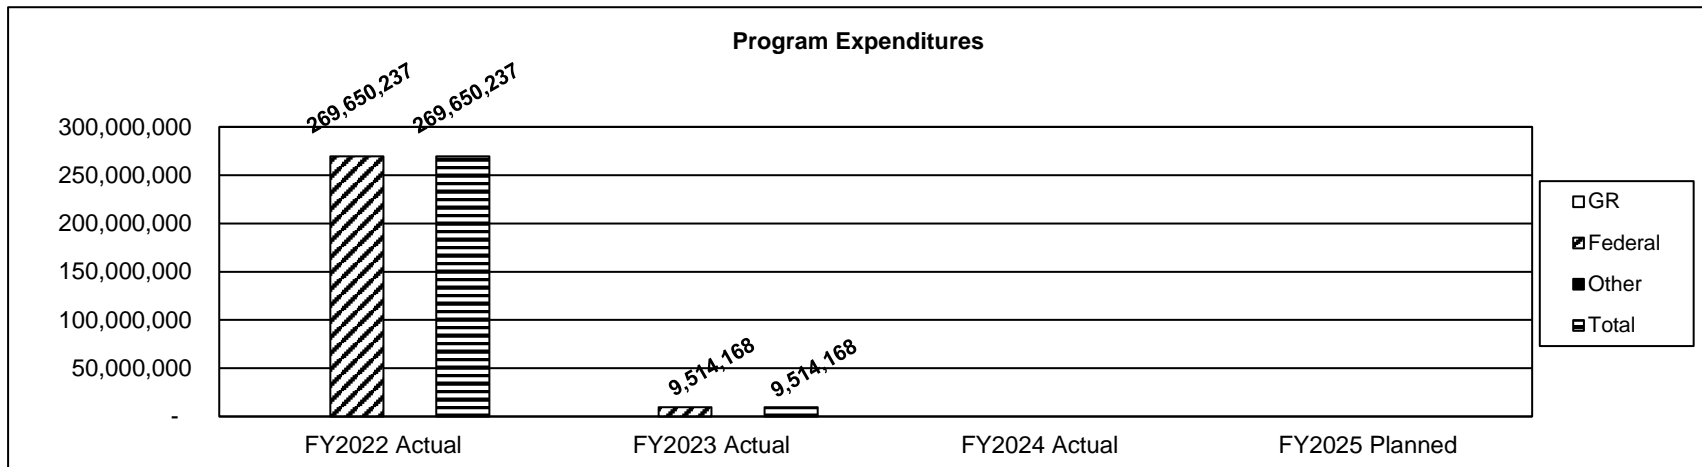 Program Expenditures
269,650,237
269,650,237
300,000,000
250,000,000
200,000,000
150,000,000
100,000,000
50,000,000
-
9,514,168
9,514,168
FY2022 Actual
FY2023 Actual
FY2024 Actual
FY2025 Planned
GR
Federal
Other
Total